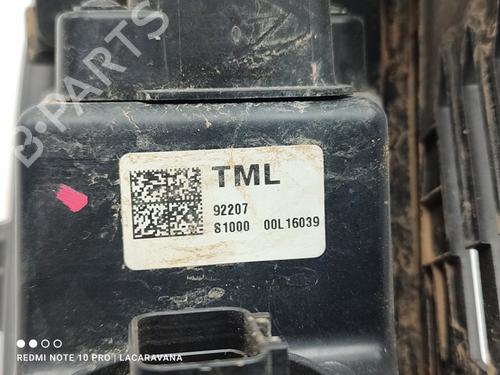 B-PARTS
TML
92207
S1000 00L16039
REDMI NOTE 10 PRO | LACARAVANA